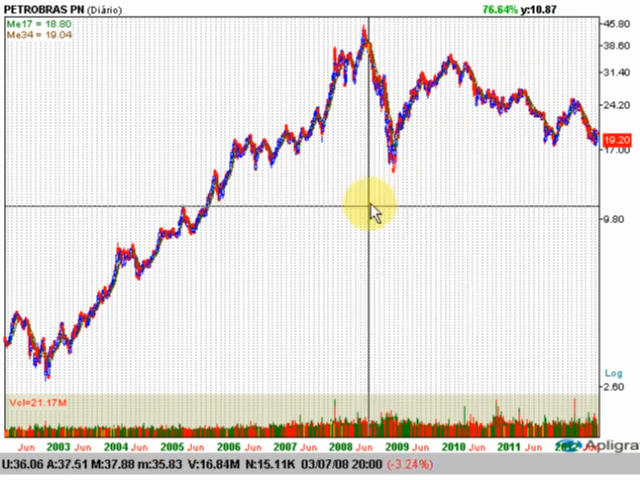 PETROBRAS PN (Diário) 76.64% y:10.87
Me17 = 18.80
Me34 = 19.04
45.80
38.60
31.40
24.20
19.20
17.00
9.80
Log
2.60
Vol=21.17M
Jun 2003 Jun 2004 Jun 2005 Jun 2006 Jun 2007 Jun 2008 Jun 2009 Jun 2010 Jun 2011 Jun
Apligra
U:36.06 A:37.51 M:37.88 m:35.83 V:16.84M N:15.11K 03/07/08 20:00 (-3.24%)